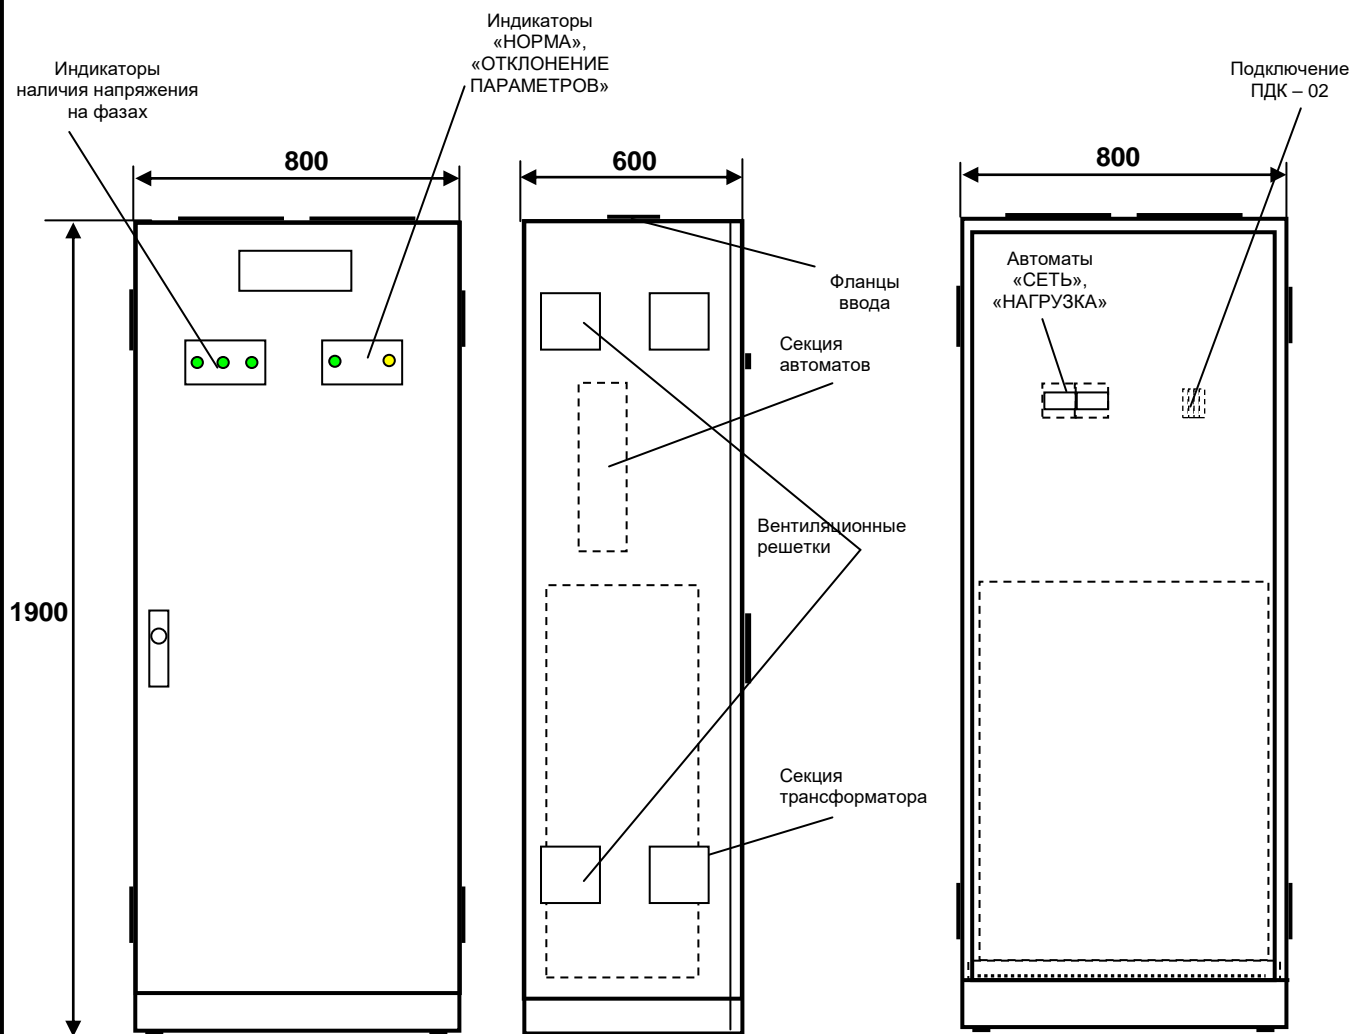 Индикаторы
«НОРМА»,
«ОТКЛОНЕНИЕ
ПАРАМЕТРОВ»
Индикаторы
наличия напряжения
на фазах
Подключение
ПДК – 02
800
600
800
Автоматы
«СЕТЬ»,
«НАГРУЗКА»
Фланцы
ввода
Секция
автоматов
Вентиляционные
решетки
1900
Секция
трансформатора